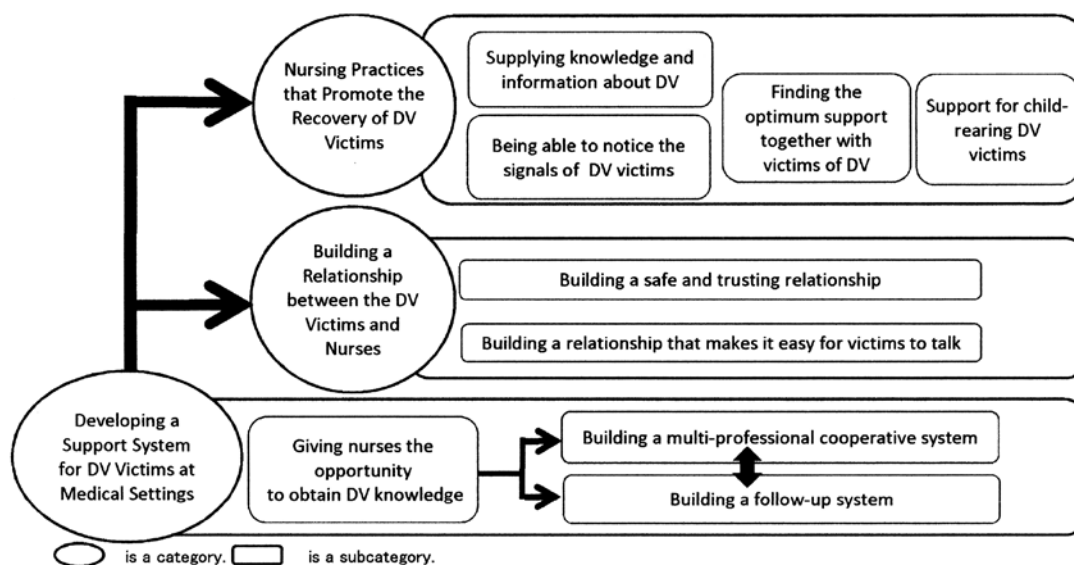 Nursing Practices
that Promote the
Recovery of DV
Victims
Supplying knowledge and
information about DV
Being able to notice the
signals of DV victims
Finding the
optimum support
together with
victims of DV
Support for child-
rearing DV
victims
Building a
Relationship
between the DV
Victims and
Nurses
Building a safe and trusting relationship
Building a relationship that makes it easy for victims to talk
Developing a
Support System
for DV Victims at
Medical Settings
Giving nurses the
opportunity
to obtain DV knowledge
Building a multi-professional cooperative system
Building a follow-up system
is a category. is a subcategory.